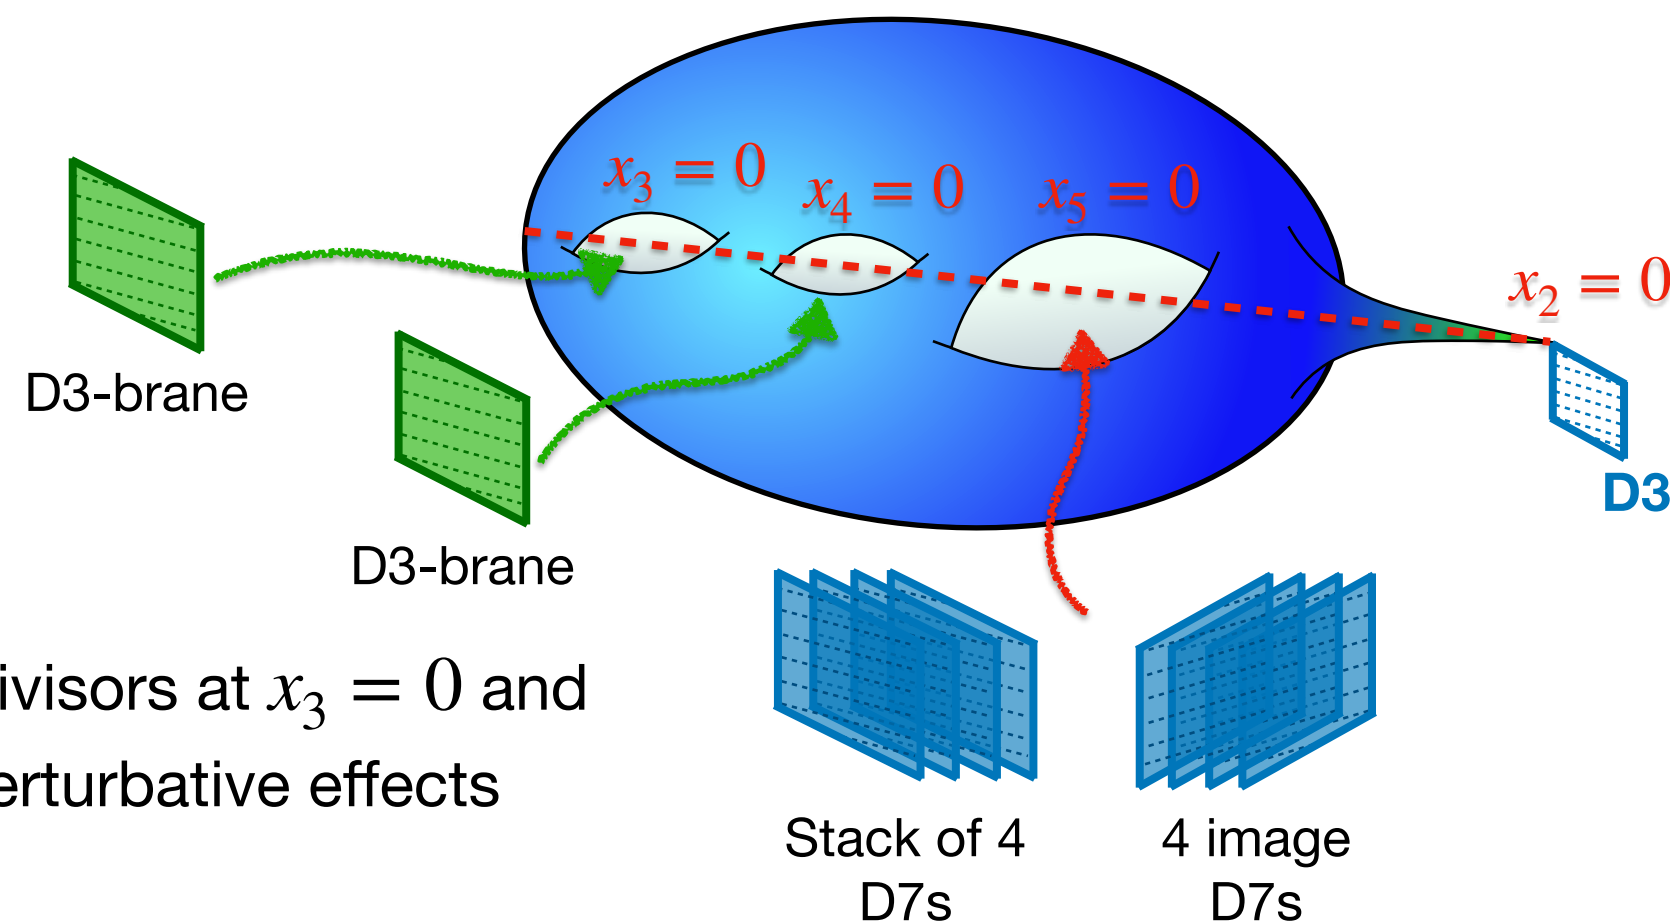 x₃ = 0
x₄ = 0
x₅ = 0
x₂ = 0
D3-brane
D3
D3-brane
ivisors at x₃ = 0 and
erturbative effects
Stack of 4
D7s
4 image
D7s